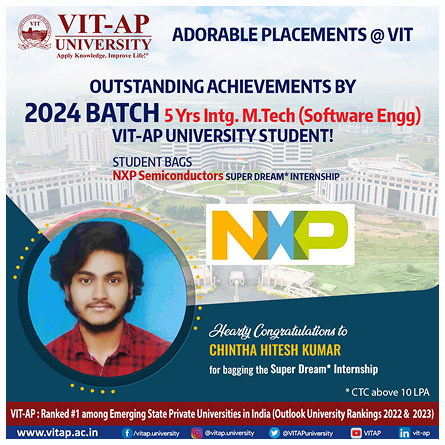 VIT-AP
UNIVERSITY
Apply Knowledge. Improve Life!®
ADORABLE PLACEMENTS @ VIT
OUTSTANDING ACHIEVEMENTS BY
2024 BATCH 5 Yrs Intg. M.Tech (Software Engg)
VIT-AP UNIVERSITY STUDENT!
STUDENT BAGS
NXP Semiconductors SUPER DREAM* INTERNSHIP
NXP
Hearty Congratulations to
CHINTHA HITESH KUMAR
for bagging the Super Dream* Internship
* CTC above 10 LPA
VIT-AP : Ranked #1 among Emerging State Private Universities in India (Outlook University Rankings 2022 & 2023)
www.vitap.ac.in /vitap.university @vitap.university @VITAPuniversity VITAP vit-ap